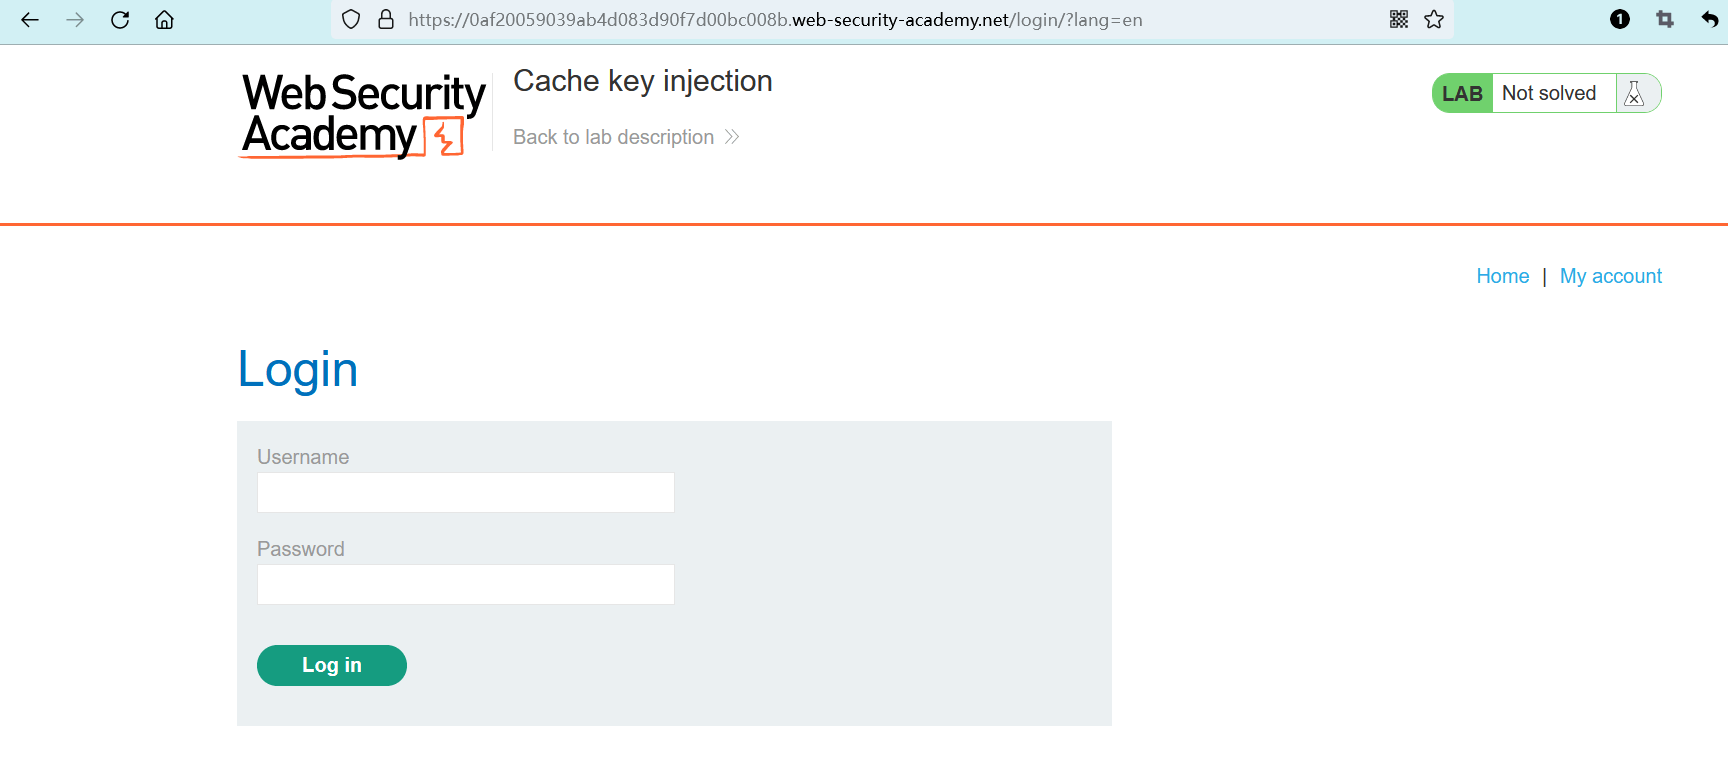 https://0af20059039ab4d083d90f7d00bc008b.web-security-academy.net/login/?lang=en
1
Web Security
Academy
Cache key injection
Back to lab description
LAB Not solved
Home | My account
Login
Username
Password
Log in